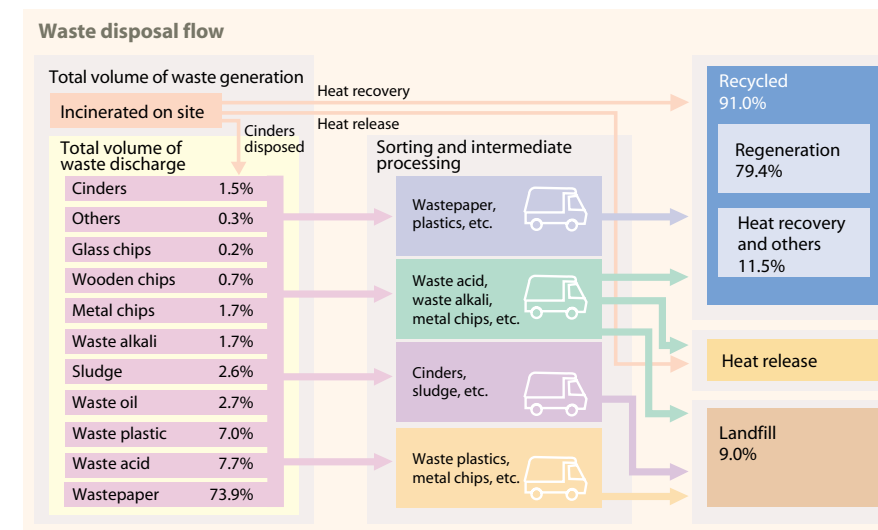 Waste disposal flow
Total volume of waste generation
Incinerated on site
Heat recovery
Heat release
Cinders
disposed
Total volume of
waste discharge
Cinders 1.5%
Others 0.3%
Glass chips 0.2%
Wooden chips 0.7%
Metal chips 1.7%
Waste alkali 1.7%
Sludge 2.6%
Waste oil 2.7%
Waste plastic 7.0%
Waste acid 7.7%
Wastepaper 73.9%
Sorting and intermediate
processing
Wastepaper,
plastics, etc.
Waste acid,
waste alkali,
metal chips, etc.
Cinders,
sludge, etc.
Waste plastics,
metal chips, etc.
Recycled
91.0%
Regeneration
79.4%
Heat recovery
and others
11.5%
Heat release
Landfill
9.0%